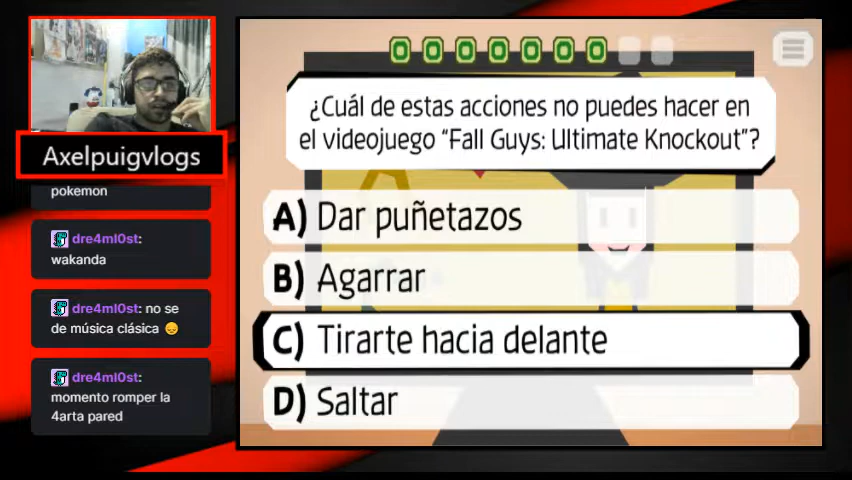 ¿Cuál de estas acciones no puedes hacer en
el videojuego “Fall Guys: Ultimate Knockout”?
A) Dar puñetazos
B) Agarrar
C) Tirarte hacia delante
D) Saltar
Axelpuigvlogs
pokemon
dre4ml0st:
wakanda
dre4ml0st: no se
de música clásica 😔
dre4ml0st:
momento romper la
4arta pared